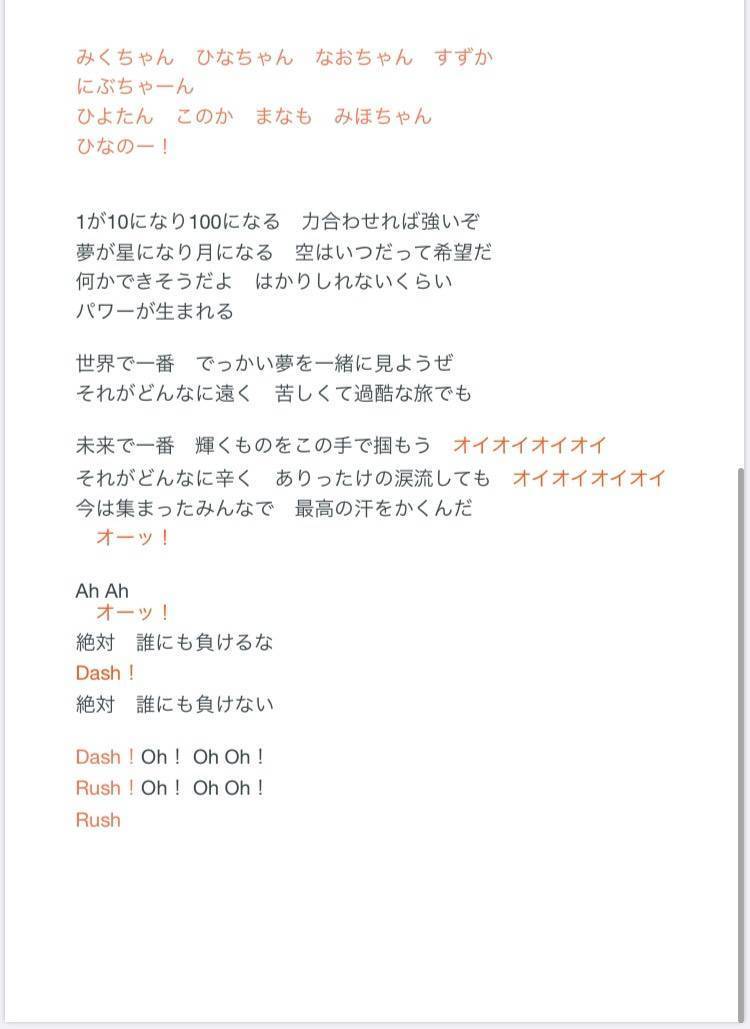 みくちゃん　ひなちゃん　なおちゃん　すずか
にぶちゃーん
ひよたん　このか　まなも　みほちゃん
ひなのー！
1が10になり100になる　力合わせれば強いぞ
夢が星になり月になる　空はいつだって希望だ
何かできそうだよ　はかりしれないくらい
パワーが生まれる
世界で一番　でっかい夢を一緒に見ようぜ
それがどんなに遠く　苦しくて過酷な旅でも
未来で一番　輝くものをこの手で掴もう　オイオイオイオイ
それがどんなに辛く　ありったけの涙流しても　オイオイオイオイ
今は集まったみんなで　最高の汗をかくんだ
オーッ！
Ah Ah
オーッ！
絶対　誰にも負けるな
Dash！
絶対　誰にも負けない
Dash！Oh！ Oh Oh！
Rush！Oh！ Oh Oh！
Rush